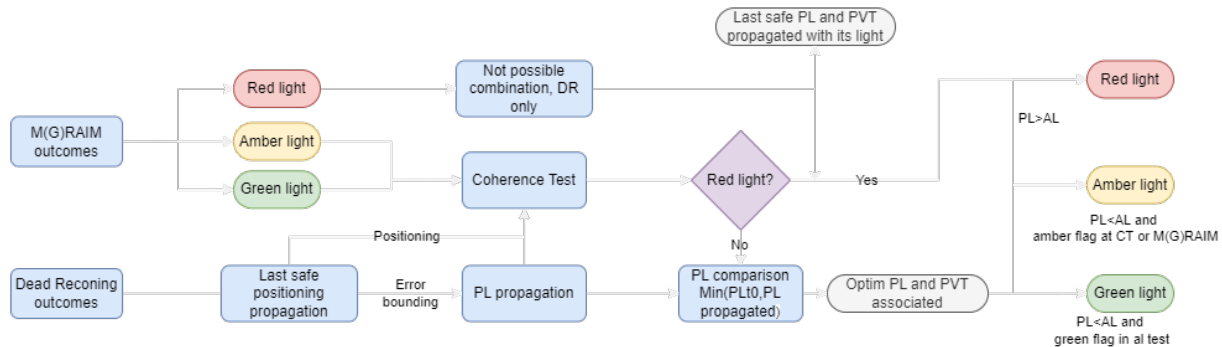 Last safe PL and PVT
propagated with its light
Red light
Not possible
combination, DR
only
Red light
M(G)RAIM
outcomes
PL>AL
Amber light
Green light
Coherence Test
Red light?
Yes
Amber light
PL<AL and
amber flag at CT or M(G)RAIM
Positioning
No
Dead Reconing
outcomes
Last safe
positioning
propagation
Error
bounding
PL propagation
PL comparison
Min(PLt0,PL
propagated)
Optim PL and PVT
associated
Green light
PL<AL and
green flag in al test